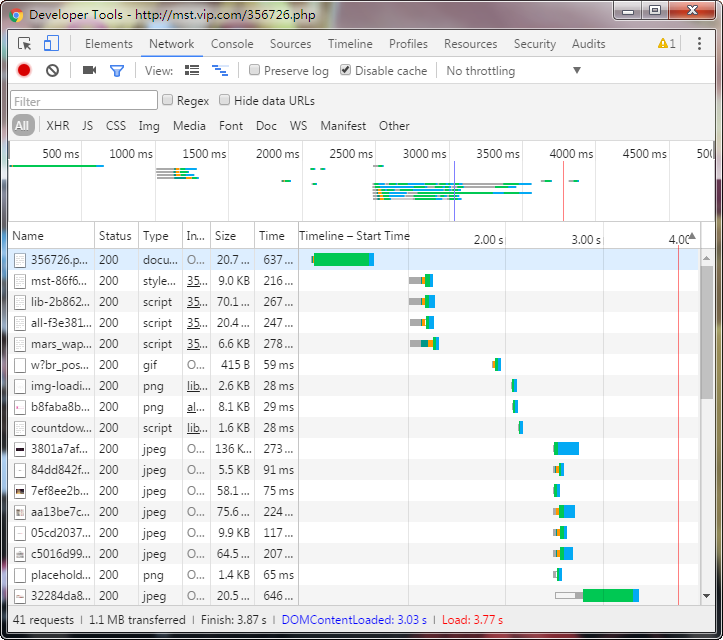 Developer Tools - http://mst.vip.com/356726.php
Elements Network Console Sources Timeline Profiles Resources Security Audits 1
View: Preserve log Disable cache No throttling
Filter Regex Hide data URLs
All XHR JS CSS Img Media Font Doc WS Manifest Other
500 ms 1000 ms 1500 ms 2000 ms 2500 ms 3000 ms 3500 ms 4000 ms 4500 ms 500
Name Status Type In... Size Time Timeline – Start Time 2.00 s 3.00 s 4.00
356726.p... 200 docu... O... 20.7 ... 637 ...
mst-86f6... 200 style... 35... 9.0 KB 216...
lib-2b862... 200 script 35... 70.1 ... 267 ...
all-f3e381... 200 script 35... 20.4 ... 247 ...
mars_wap... 200 script 35... 6.6 KB 278 ...
w?br_pos... 200 gif O... 415 B 59 ms
img-loadi... 200 png lib... 2.6 KB 28 ms
b8faba8b... 200 png al... 8.1 KB 29 ms
countdow... 200 script lib... 1.6 KB 28 ms
3801a7af... 200 jpeg O... 136 K... 273 ...
84dd842f... 200 jpeg O... 5.5 KB 91 ms
7ef8ee2b... 200 jpeg O... 58.1 ... 75 ms
aa13be7c... 200 jpeg O... 75.6 ... 224 ...
05cd2037... 200 jpeg O... 9.9 KB 117 ...
c5016d99... 200 jpeg O... 64.5 ... 207 ...
placehold... 200 png O... 1.4 KB 65 ms
32284da8... 200 jpeg O... 20.5 ... 646 ...
41 requests | 1.1 MB transferred | Finish: 3.87 s | DOMContentLoaded: 3.03 s | Load: 3.77 s